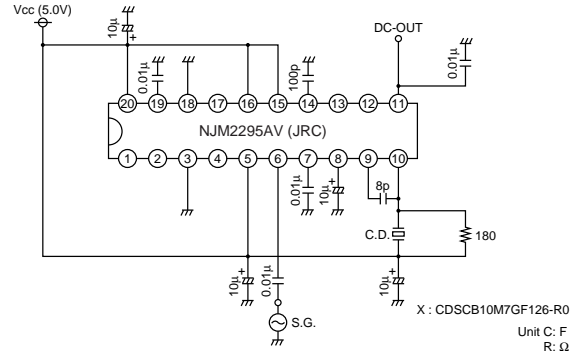 Vcc (5.0V)
DC-OUT
10μ
+
0.01μ
100p
0.01μ
20 19 18 17 16 15 14 13 12 11
NJM2295AV (JRC)
1 2 3 4 5 6 7 8 9 10
0.01μ
10μ
+
8p
C.D.
180
10μ
+
0.01μ
10μ
+
S.G.
X : CDSCB10M7GF126-R0
Unit C: F
R: Ω